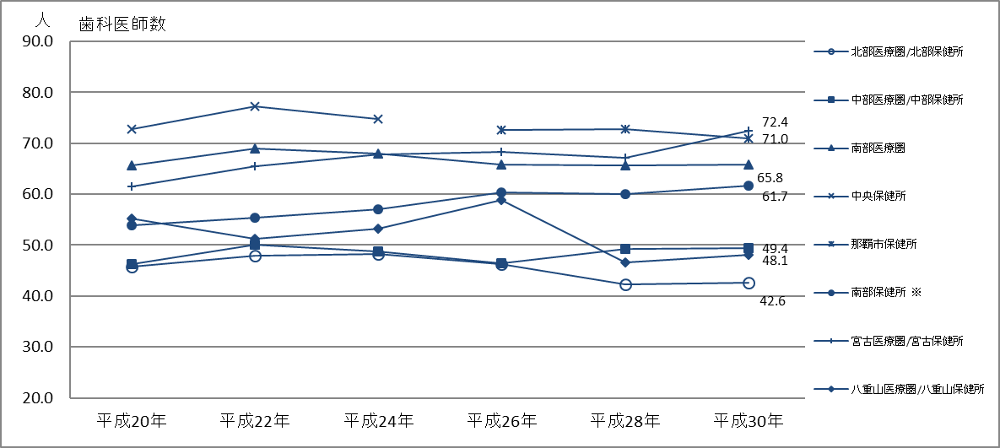 人
歯科医師数
90.0
80.0
70.0
60.0
50.0
40.0
30.0
20.0
72.4
71.0
65.8
61.7
49.4
48.1
42.6
平成20年 平成22年 平成24年 平成26年 平成28年 平成30年
北部医療圏/北部保健所
中部医療圏/中部保健所
南部医療圏
中央保健所
那覇市保健所
南部保健所 ※
宮古医療圏/宮古保健所
八重山医療圏/八重山保健所